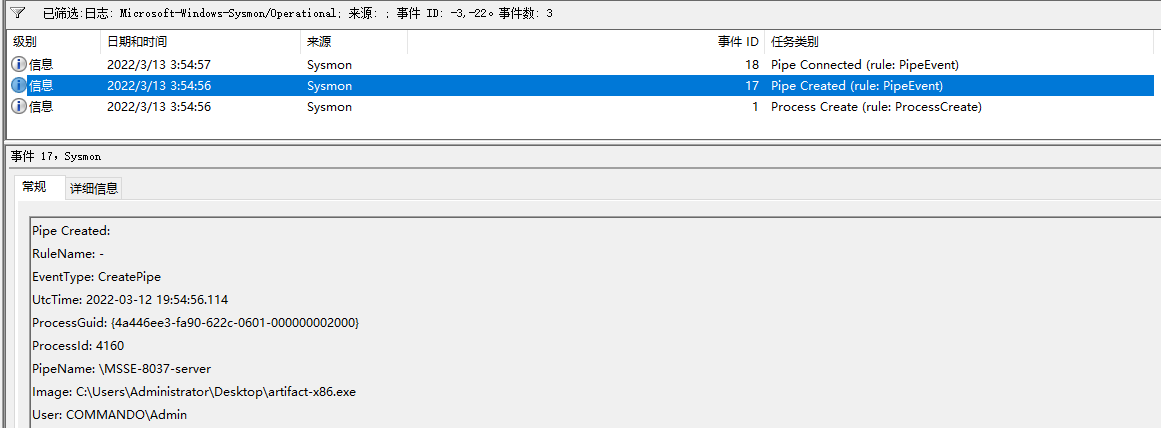 已筛选:日志: Microsoft-Windows-Sysmon/Operational; 来源: ; 事件 ID: -3,-22。事件数: 3
级别 日期和时间 来源 事件 ID 任务类别
信息 2022/3/13 3:54:57 Sysmon 18 Pipe Connected (rule: PipeEvent)
信息 2022/3/13 3:54:56 Sysmon 17 Pipe Created (rule: PipeEvent)
信息 2022/3/13 3:54:56 Sysmon 1 Process Create (rule: ProcessCreate)
事件 17，Sysmon
常规 详细信息
Pipe Created:
RuleName: -
EventType: CreatePipe
UtcTime: 2022-03-12 19:54:56.114
ProcessGuid: {4a446ee3-fa90-622c-0601-000000002000}
ProcessId: 4160
PipeName: \MSSE-8037-server
Image: C:\Users\Administrator\Desktop\artifact-x86.exe
User: COMMANDO\Admin